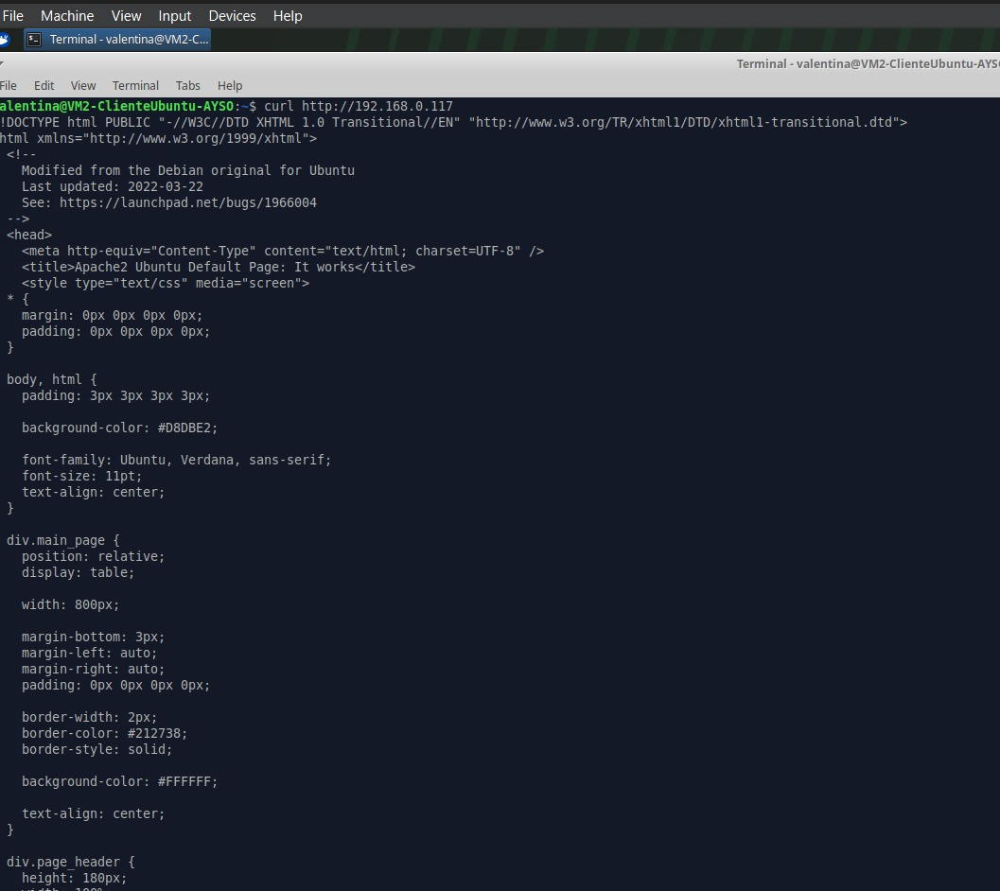 File Machine View Input Devices Help
Terminal - valentina@VM2-C...
Terminal - valentina@VM2-ClienteUbuntu-AYSO
File Edit View Terminal Tabs Help
alentina@VM2-ClienteUbuntu-AYSO:~$ curl http://192.168.0.117
!DOCTYPE html PUBLIC "-//W3C//DTD XHTML 1.0 Transitional//EN" "http://www.w3.org/TR/xhtml1/DTD/xhtml1-transitional.dtd">
html xmlns="http://www.w3.org/1999/xhtml">
<!--
Modified from the Debian original for Ubuntu
Last updated: 2022-03-22
See: https://launchpad.net/bugs/1966004
-->
<head>
<meta http-equiv="Content-Type" content="text/html; charset=UTF-8" />
<title>Apache2 Ubuntu Default Page: It works</title>
<style type="text/css" media="screen">
* {
margin: 0px 0px 0px 0px;
padding: 0px 0px 0px 0px;
}
body, html {
padding: 3px 3px 3px 3px;
background-color: #D8DBE2;
font-family: Ubuntu, Verdana, sans-serif;
font-size: 11pt;
text-align: center;
}
div.main_page {
position: relative;
display: table;
width: 800px;
margin-bottom: 3px;
margin-left: auto;
margin-right: auto;
padding: 0px 0px 0px 0px;
border-width: 2px;
border-color: #212738;
border-style: solid;
background-color: #FFFFFF;
text-align: center;
}
div.page_header {
height: 180px;